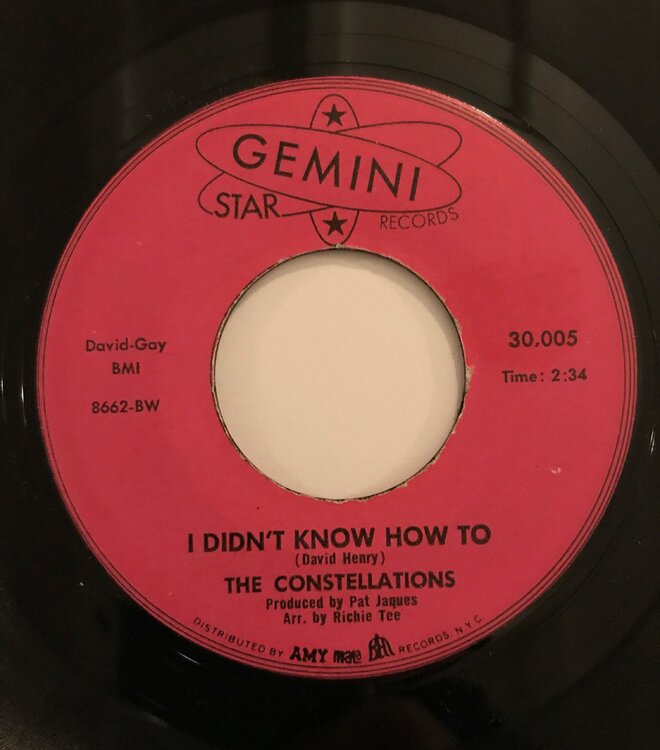 GEMINI
STAR
RECORDS
David-Gay
BMI
8662-BW
30.005
Time: 2:34
I DIDN'T KNOW HOW TO
(David Henry)
THE CONSTELLATIONS
Produced by Pat Jaques
Arr. by Richie Tee
DISTRIBUTED BY AMY mala BELL RECORDS, N.Y.C